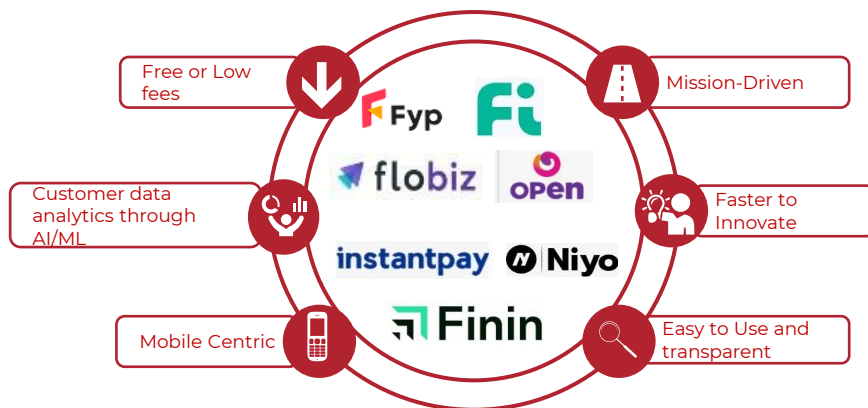 Free or Low
fees
Mission-Driven
Fyp
Fi
flobiz
OPEN
Customer data
analytics through
AI/ML
Faster to
Innovate
instantpay
Niyo
Finin
Mobile Centric
Easy to Use and
transparent